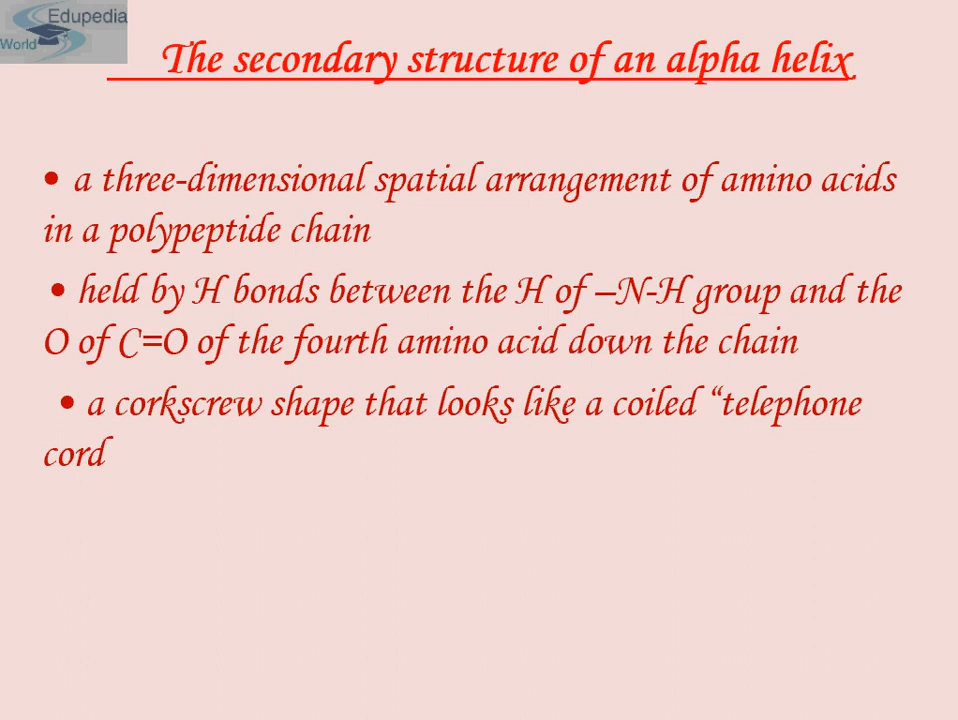 Edupedia
World
The secondary structure of an alpha helix
• a three-dimensional spatial arrangement of amino acids
in a polypeptide chain
• held by H bonds between the H of –N-H group and the
O of C=O of the fourth amino acid down the chain
• a corkscrew shape that looks like a coiled “telephone
cord